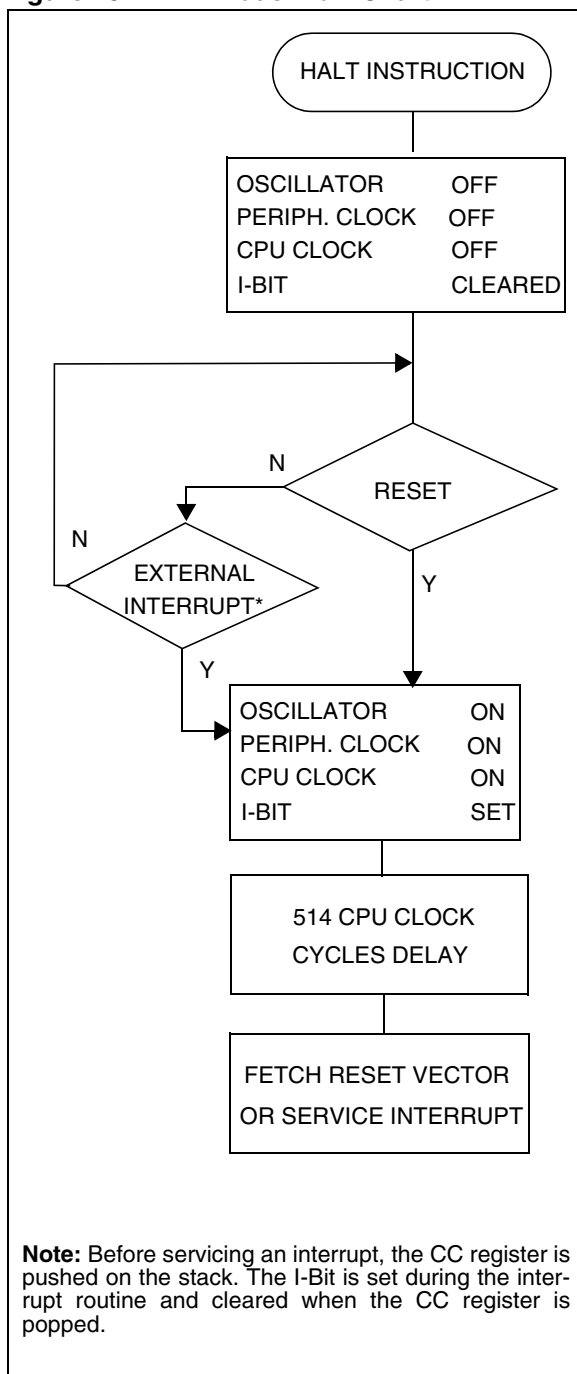 HALT INSTRUCTION
OSCILLATOR OFF
PERIPH. CLOCK OFF
CPU CLOCK OFF
I-BIT CLEARED
N
RESET
N
EXTERNAL
INTERRUPT*
Y
Y
OSCILLATOR ON
PERIPH. CLOCK ON
CPU CLOCK ON
I-BIT SET
514 CPU CLOCK
CYCLES DELAY
FETCH RESET VECTOR
OR SERVICE INTERRUPT
Note: Before servicing an interrupt, the CC register is
pushed on the stack. The I-Bit is set during the inter-
rupt routine and cleared when the CC register is
popped.